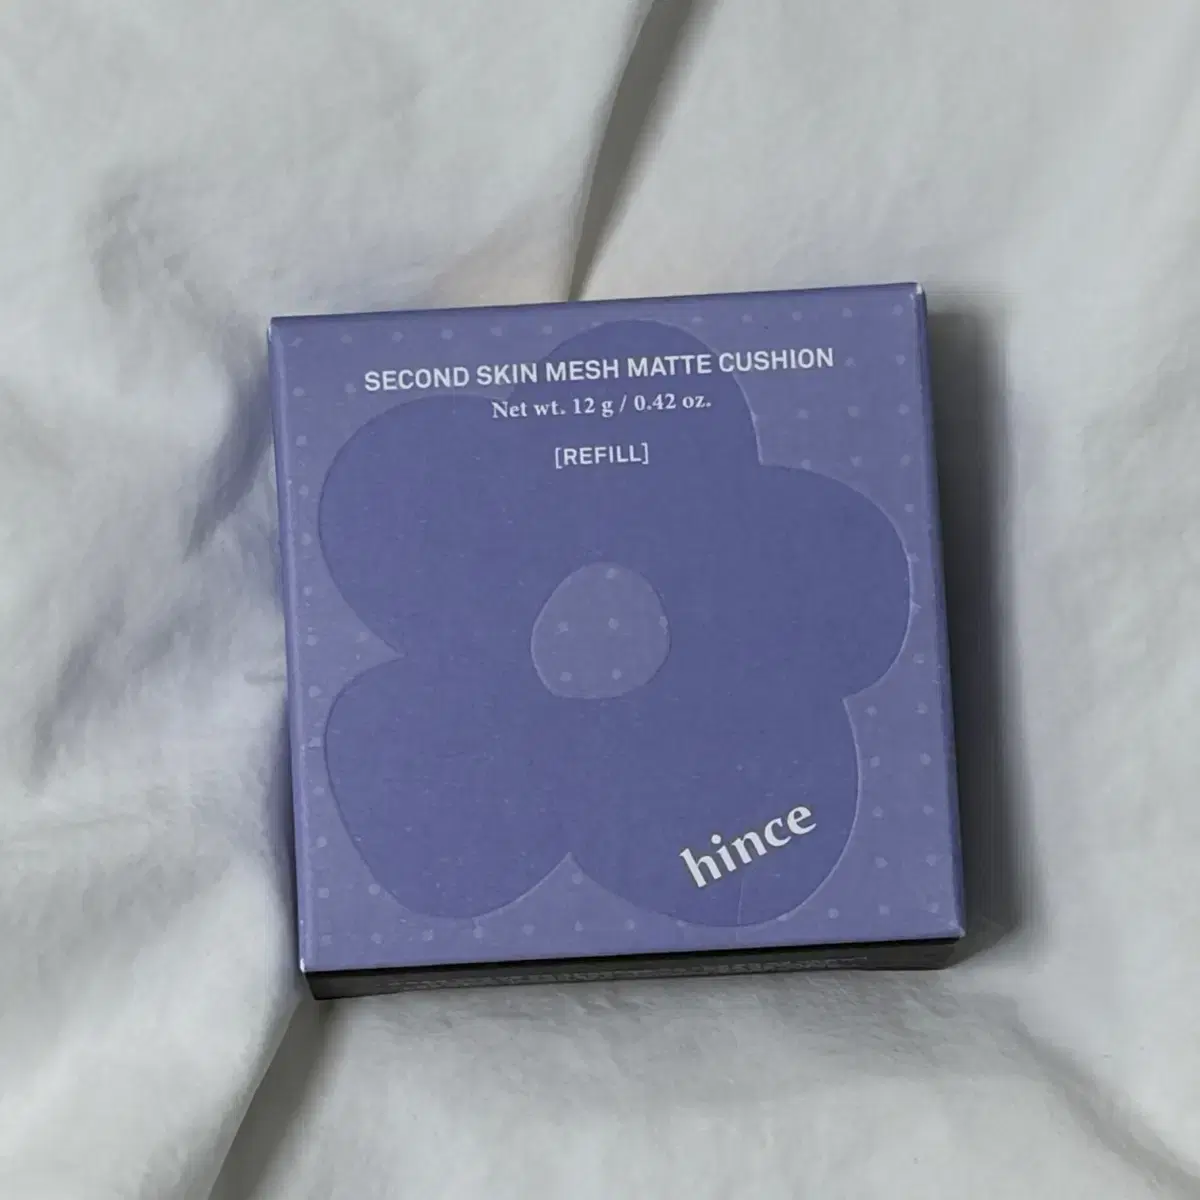 SECOND SKIN MESH MATTE CUSHION
Net wt. 12 g / 0.42 oz.
[REFILL]
hince